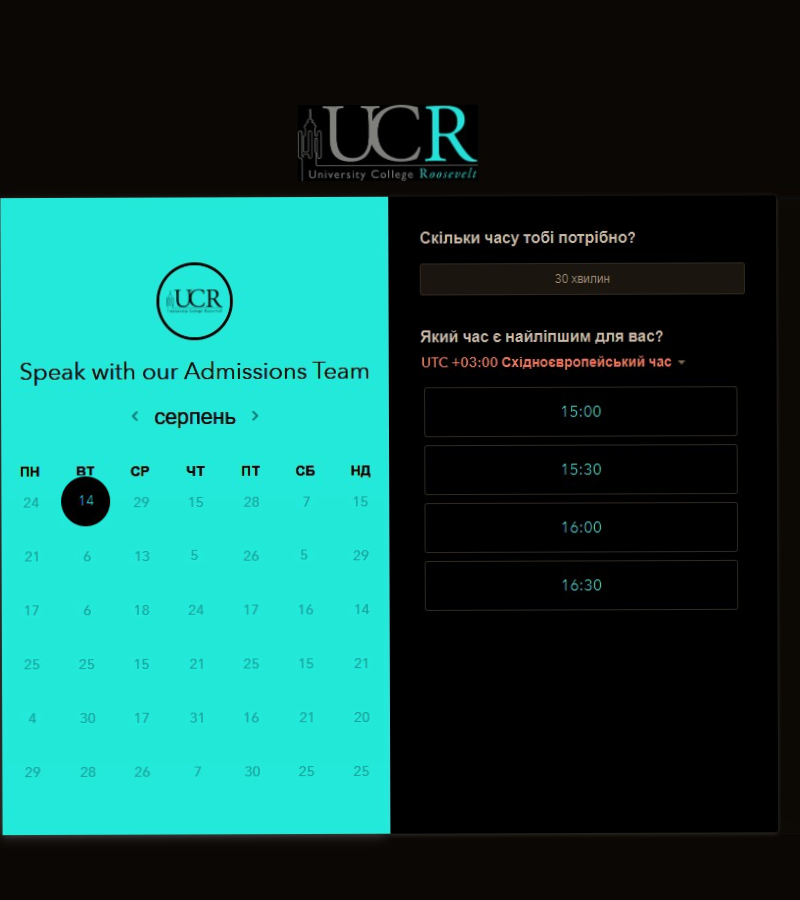 UCR
University College Roosevelt
UCR
University College Roosevelt
Speak with our Admissions Team
серпень
ПН ВТ СР ЧТ ПТ СБ НД
24 14 29 15 28 7 15
21 6 13 5 26 5 29
17 6 18 24 17 16 14
25 25 15 21 25 15 21
4 30 17 31 16 21 20
29 28 26 7 30 25 25
Скільки часу тобі потрібно?
30 хвилин
Який час є найліпшим для вас?
UTC +03:00 Східноєвропейський час
15:00
15:30
16:00
16:30